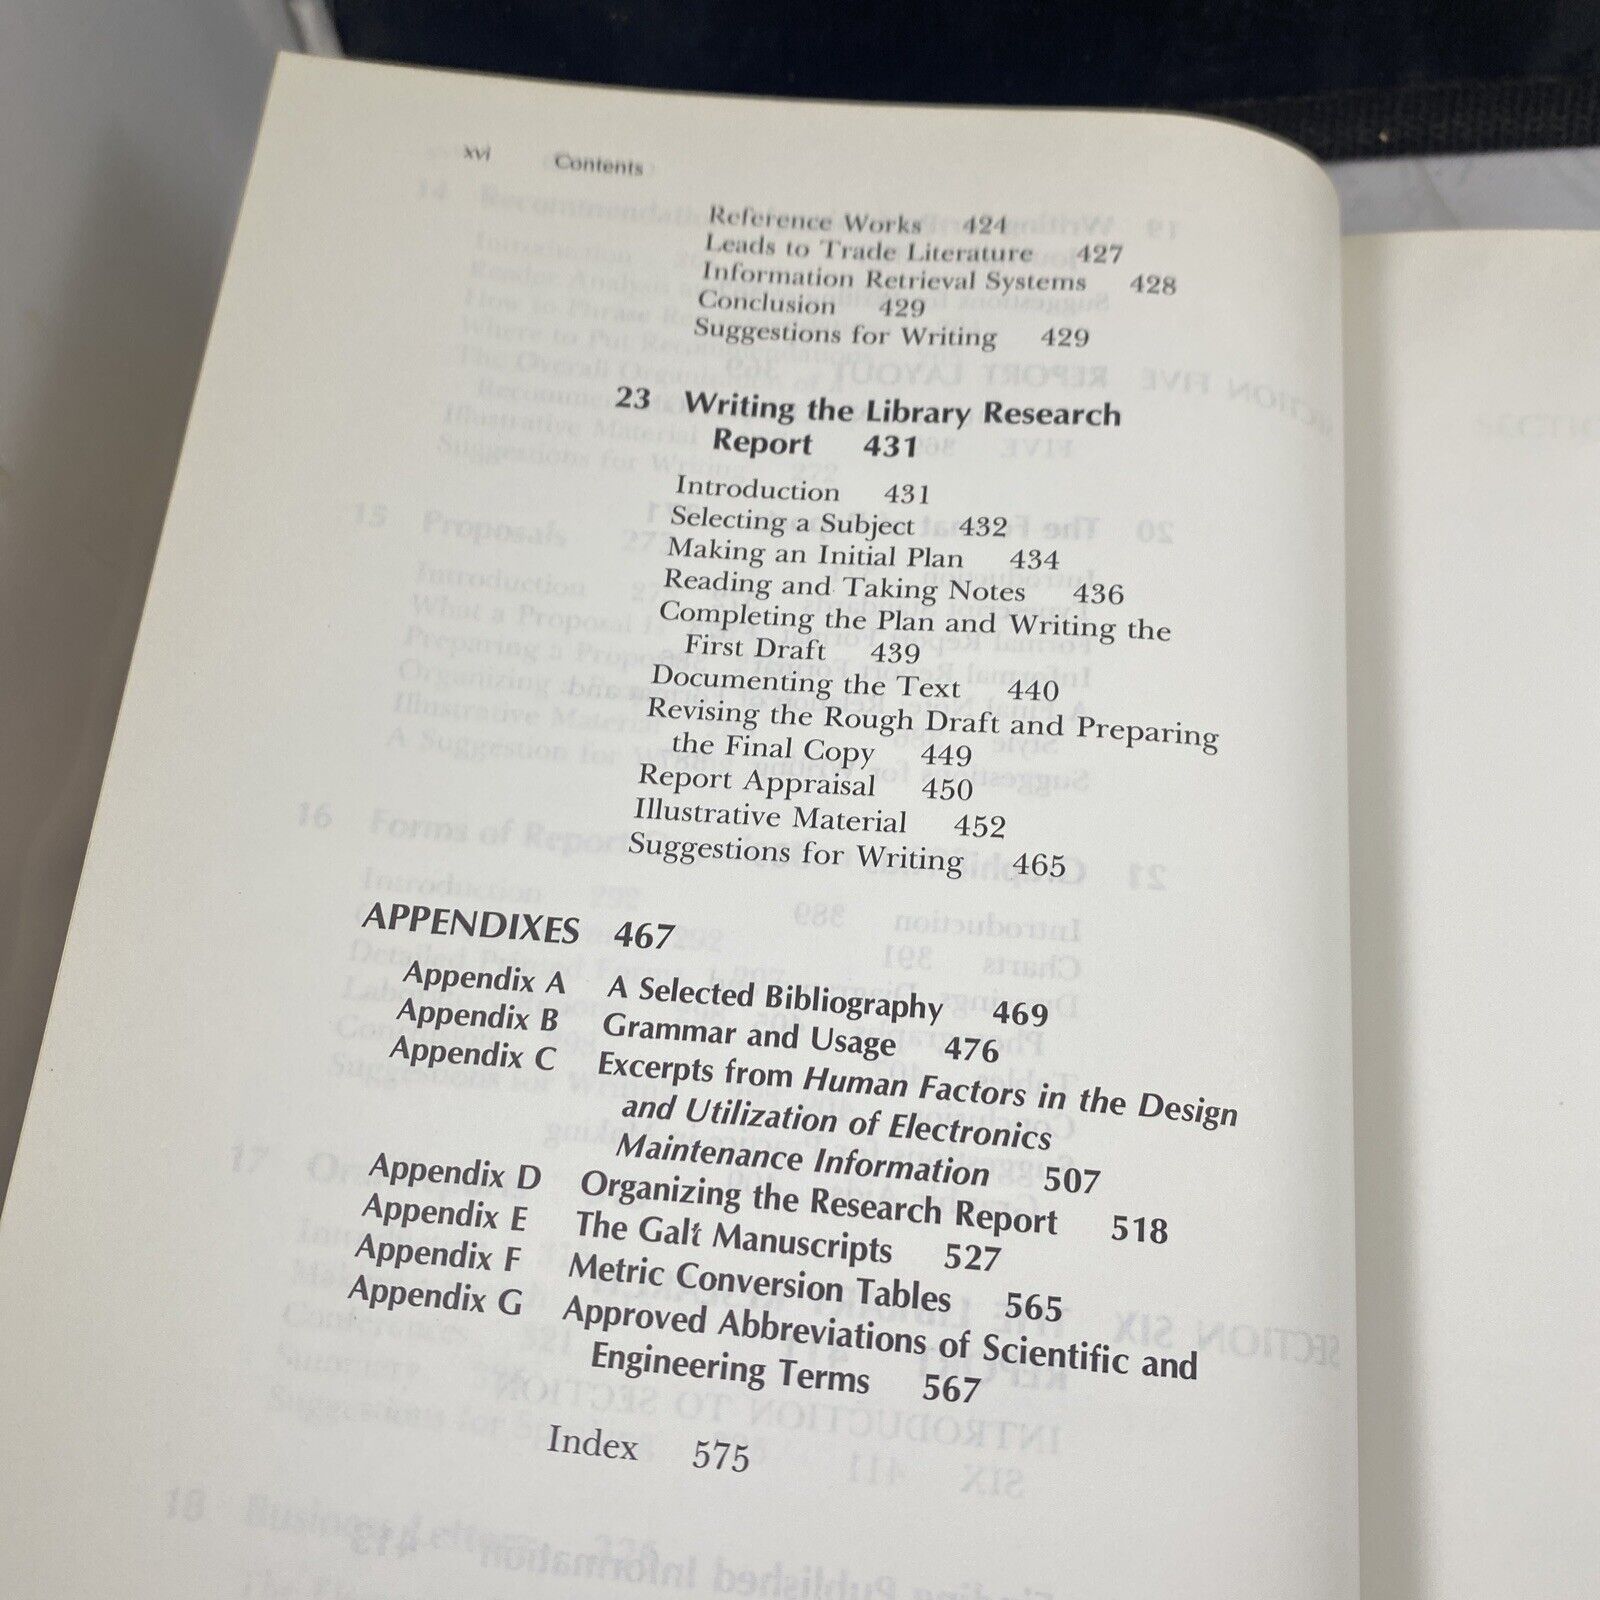 xvi Contents
Reference Works 424
Leads to Trade Literature 427
Information Retrieval Systems 428
Conclusion 429
Suggestions for Writing 429
23 Writing the Library Research
Report 431
Introduction 431
Selecting a Subject 432
Making an Initial Plan 434
Reading and Taking Notes 436
Completing the Plan and Writing the
First Draft 439
Documenting the Text 440
Revising the Rough Draft and Preparing
the Final Copy 449
Report Appraisal 450
Illustrative Material 452
Suggestions for Writing 465
APPENDIXES 467
Appendix A A Selected Bibliography 469
Appendix B Grammar and Usage 476
Appendix C Excerpts from Human Factors in the Design
and Utilization of Electronics
Maintenance Information 507
Appendix D Organizing the Research Report 518
Appendix E The Galt Manuscripts 527
Appendix F Metric Conversion Tables 565
Appendix G Approved Abbreviations of Scientific and
Engineering Terms 567
Index 575